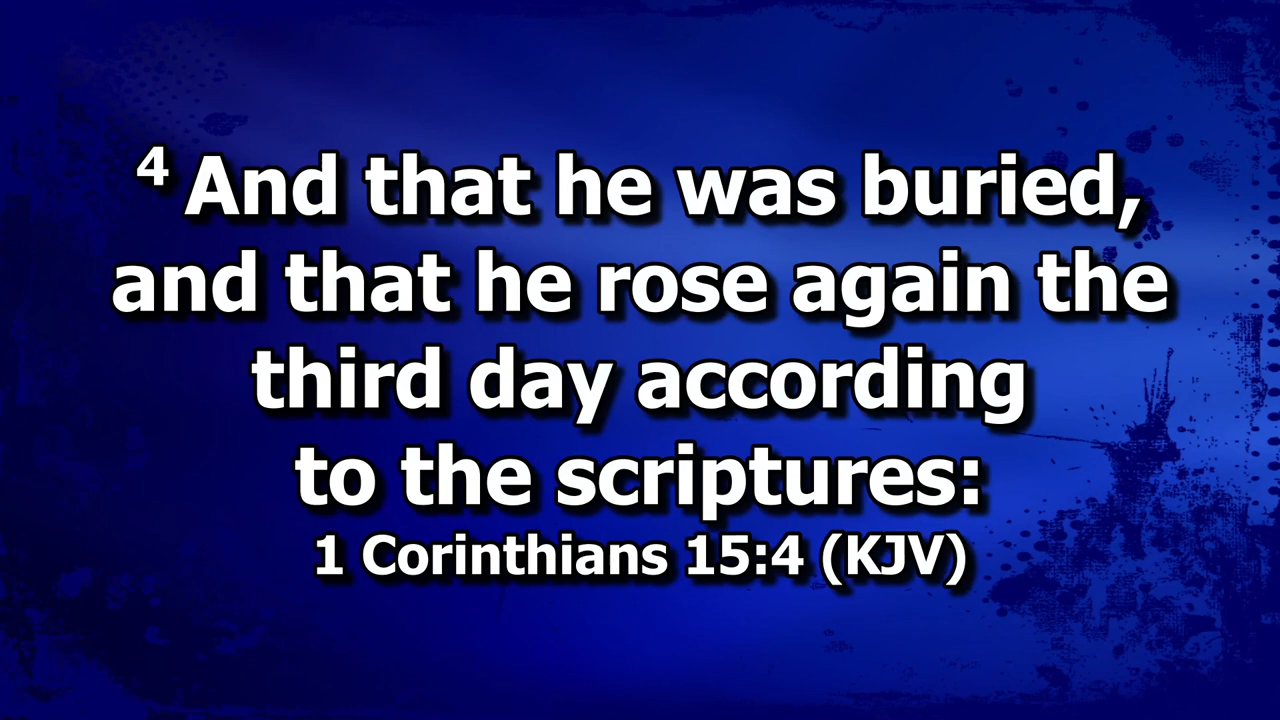 4 And that he was buried,
and that he rose again the
third day according
to the scriptures:
1 Corinthians 15:4 (KJV)